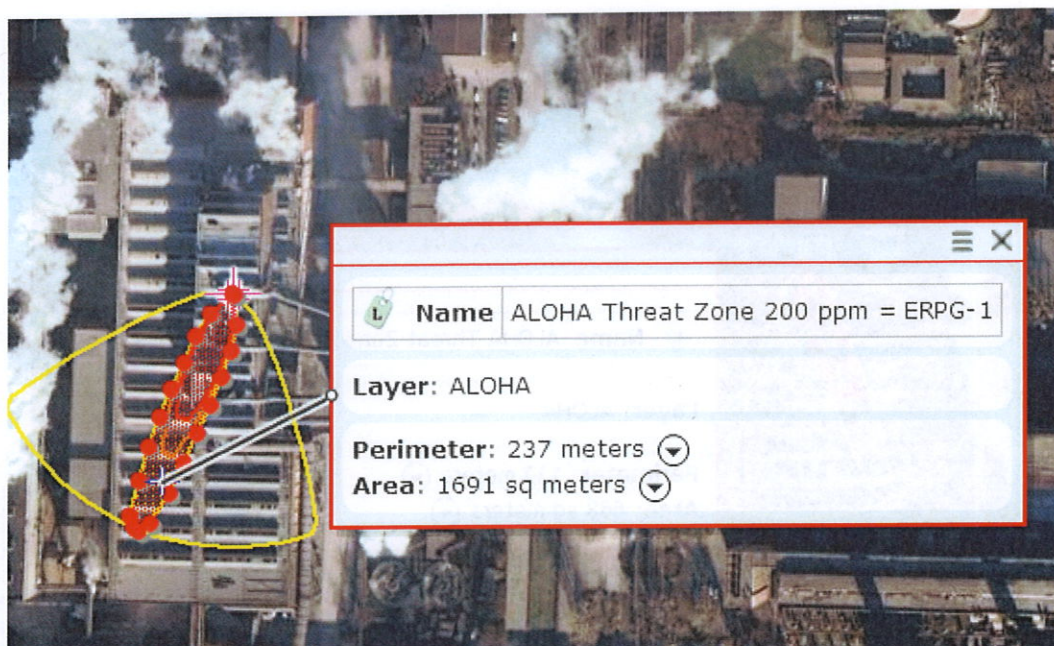 L Name ALOHA Threat Zone 200 ppm = ERPG-1
Layer: ALOHA
Perimeter: 237 meters
Area: 1691 sq meters